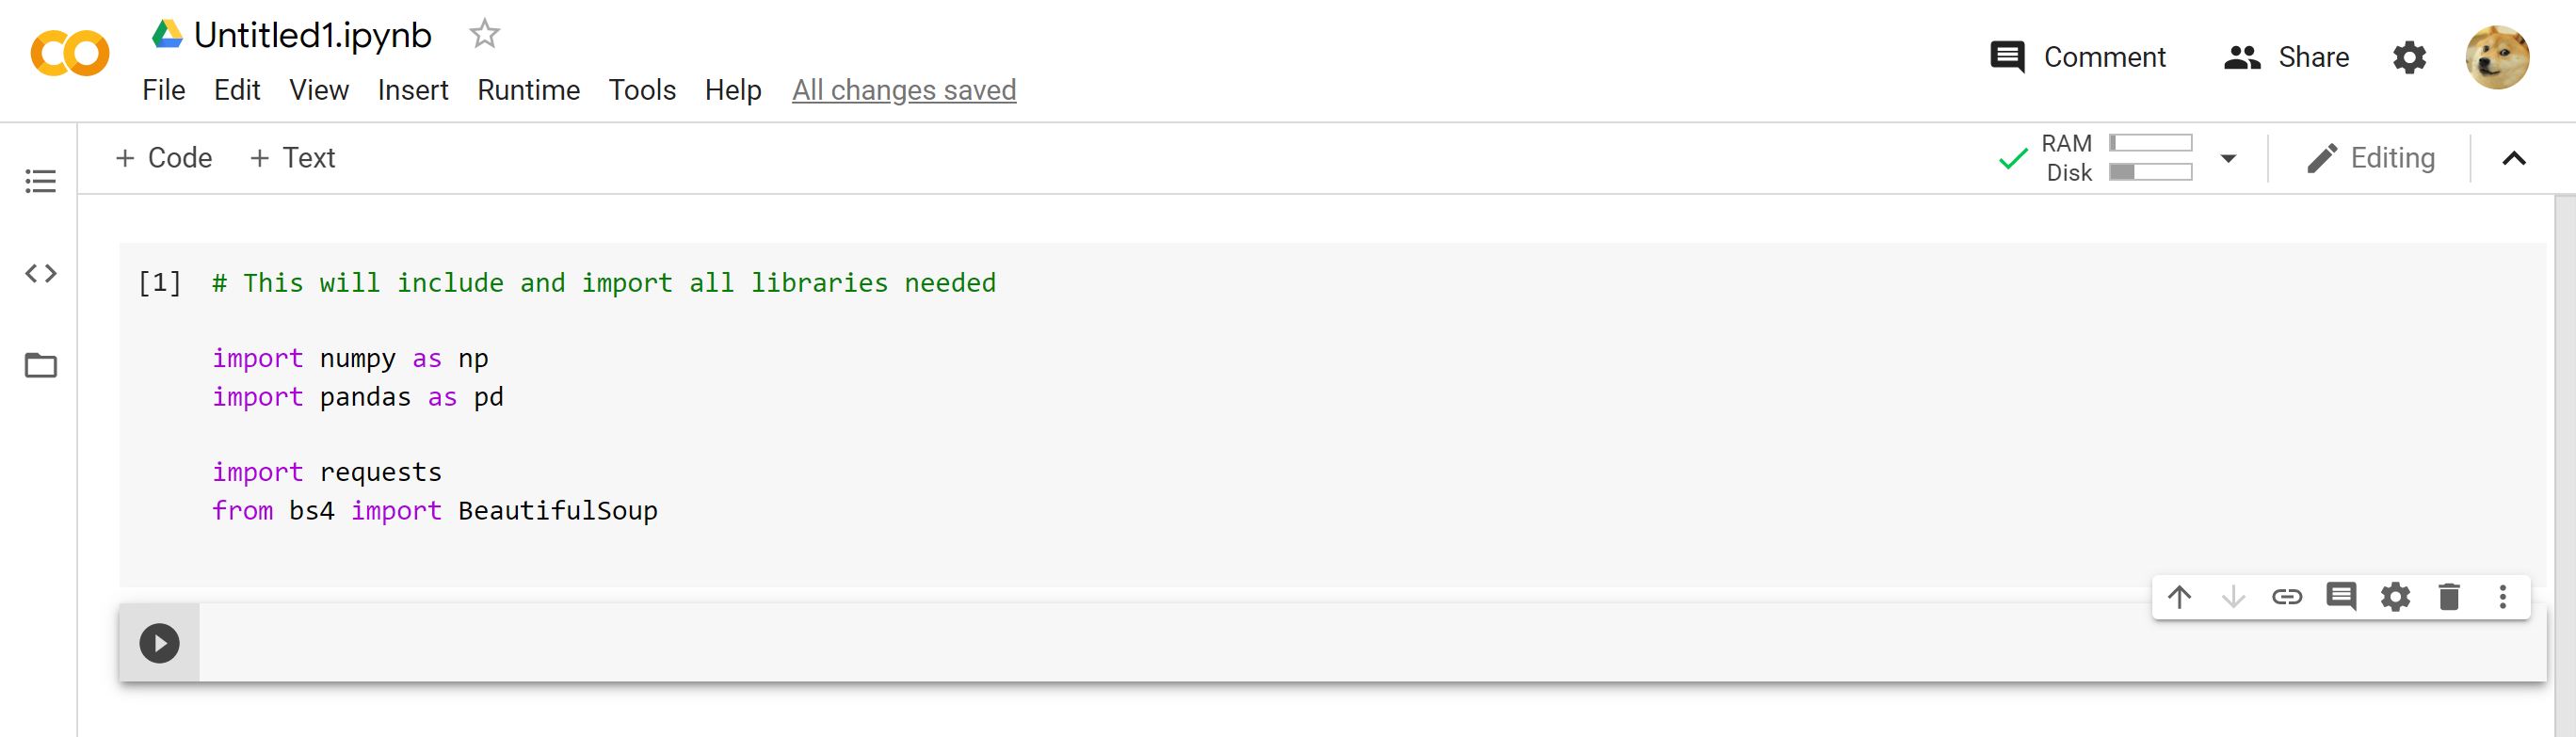 Untitled1.ipynb
File Edit View Insert Runtime Tools Help All changes saved
Comment Share
+ Code + Text
RAM
Disk
Editing
[1] # This will include and import all libraries needed
import numpy as np
import pandas as pd
import requests
from bs4 import BeautifulSoup